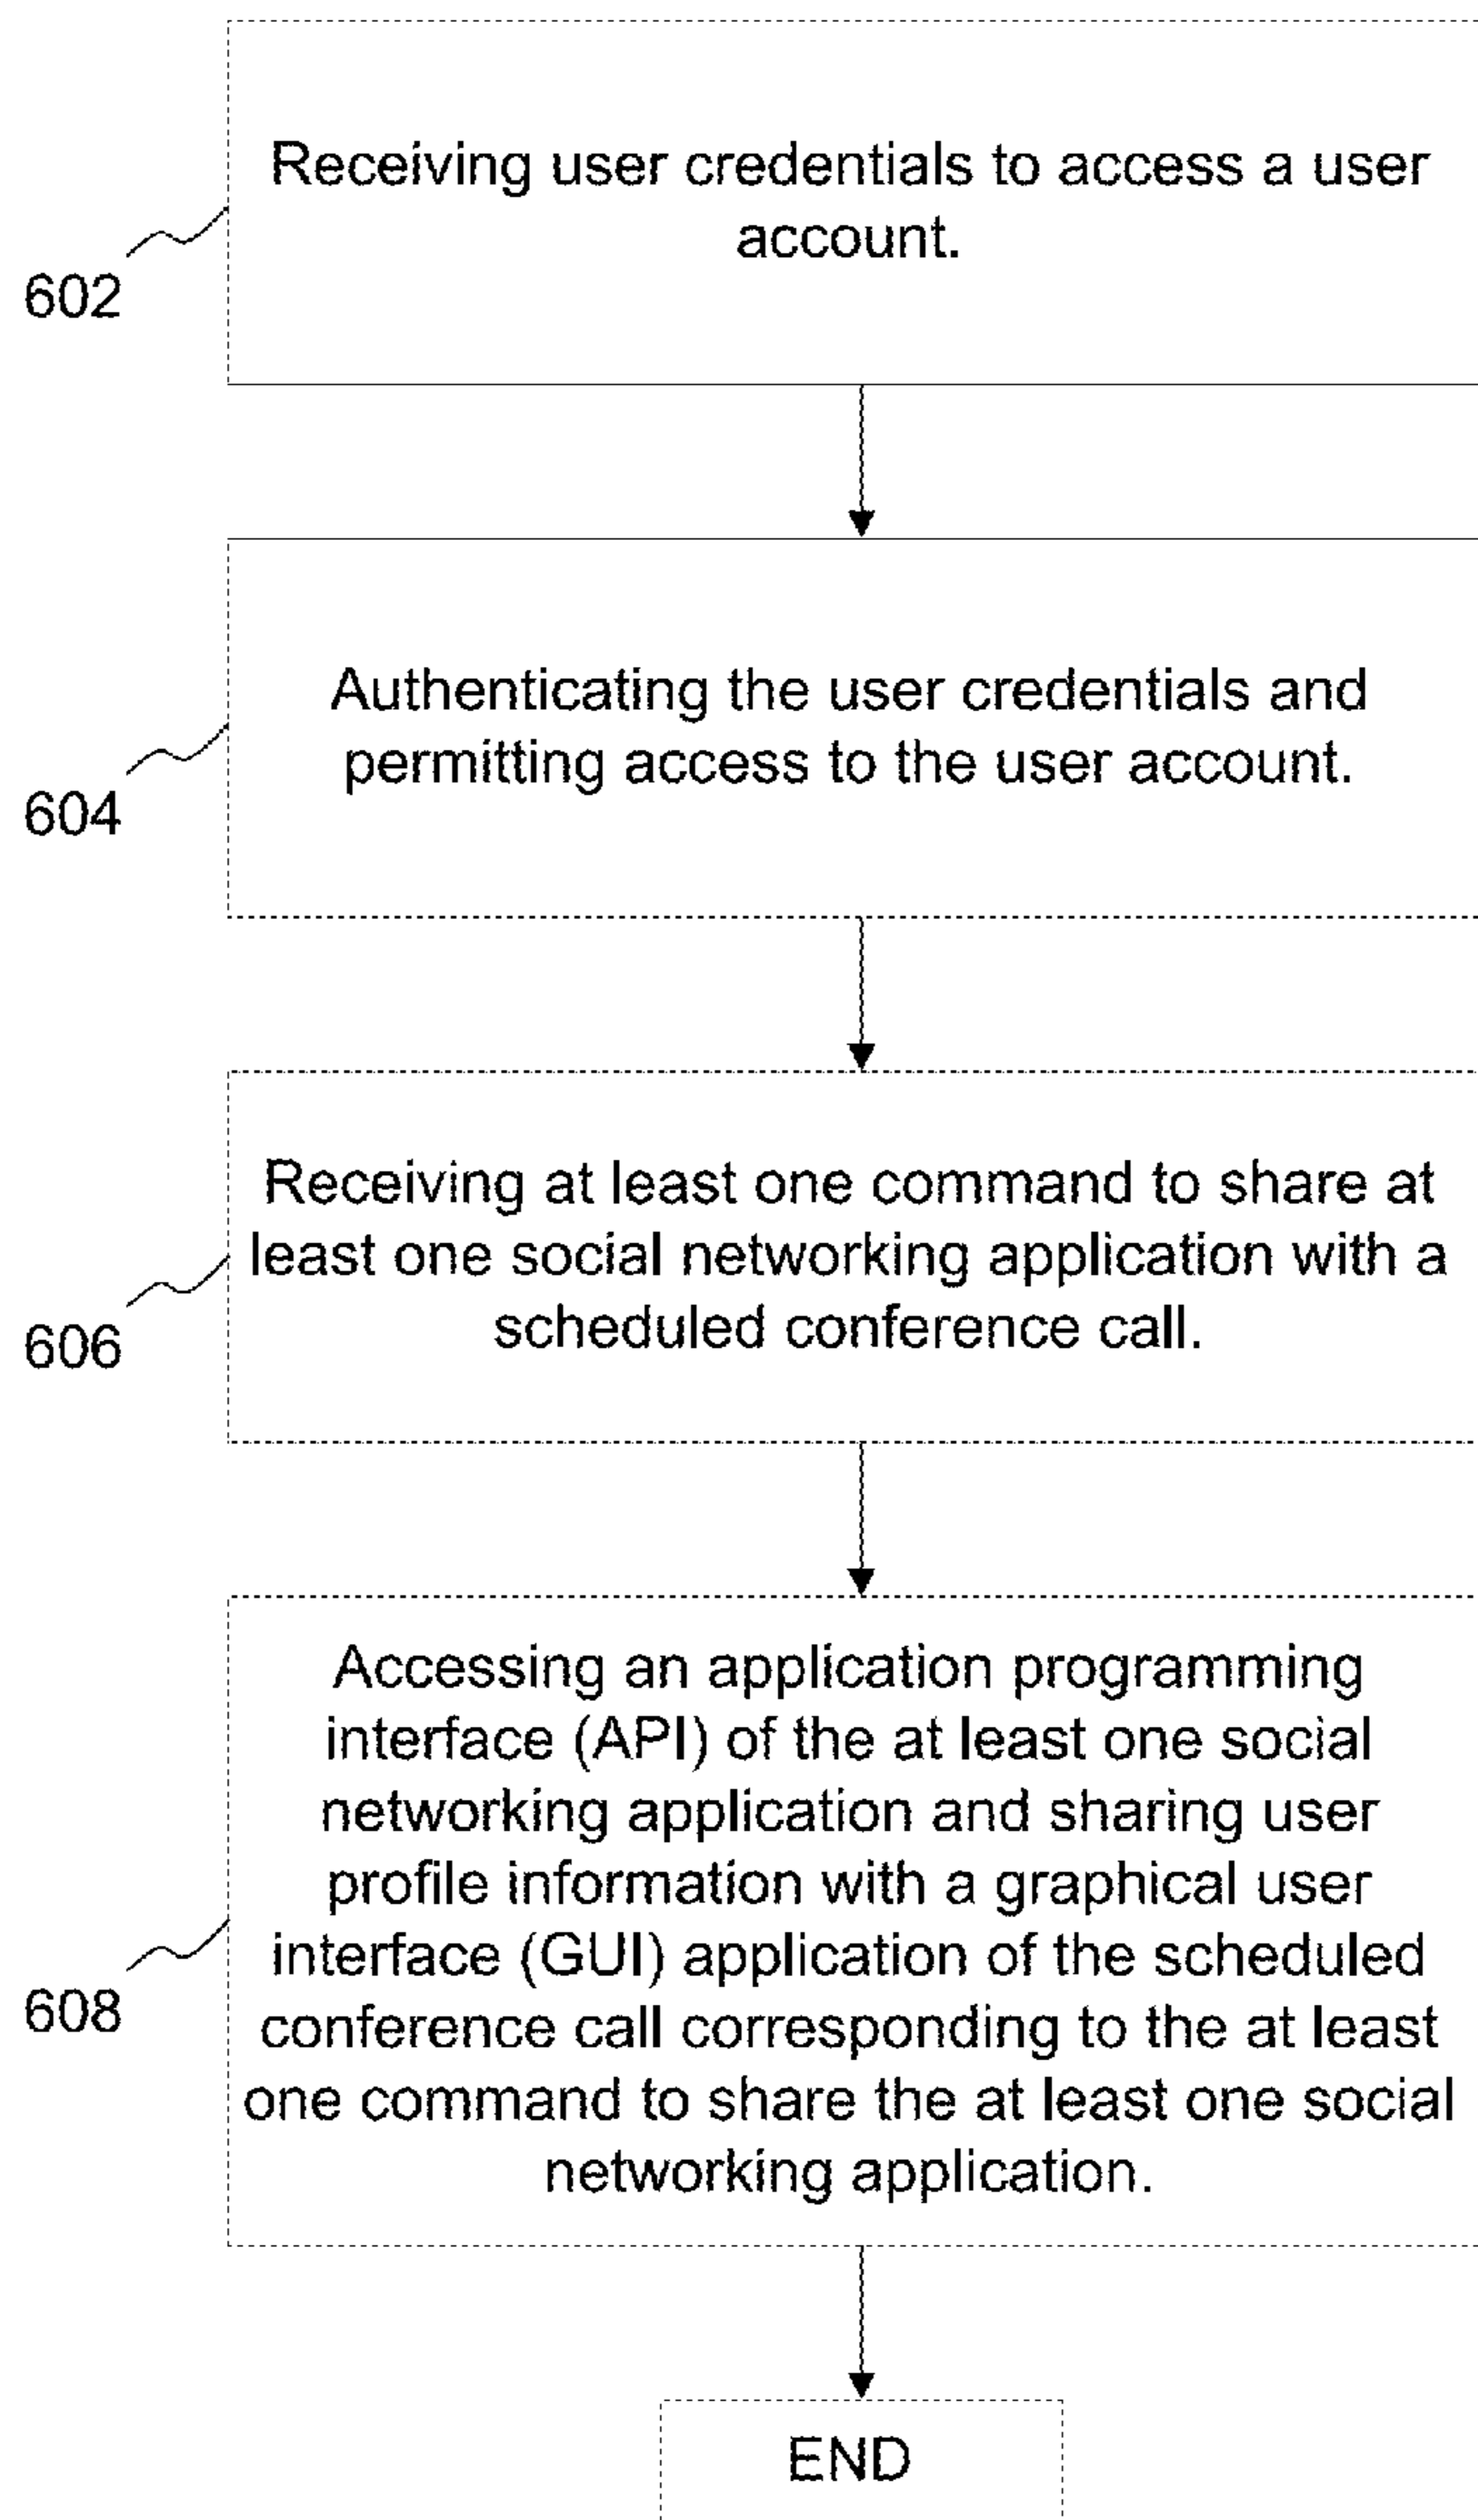 Receiving user credentials to access a user
account.
602
Authenticating the user credentials and
permitting access to the user account.
604
Receiving at least one command to share at
least one social networking application with a
scheduled conference call.
606
Accessing an application programming
interface (API) of the at least one social
networking application and sharing user
profile information with a graphical user
interface (GUI) application of the scheduled
conference call corresponding to the at least
one command to share the at least one social
networking application.
608
END